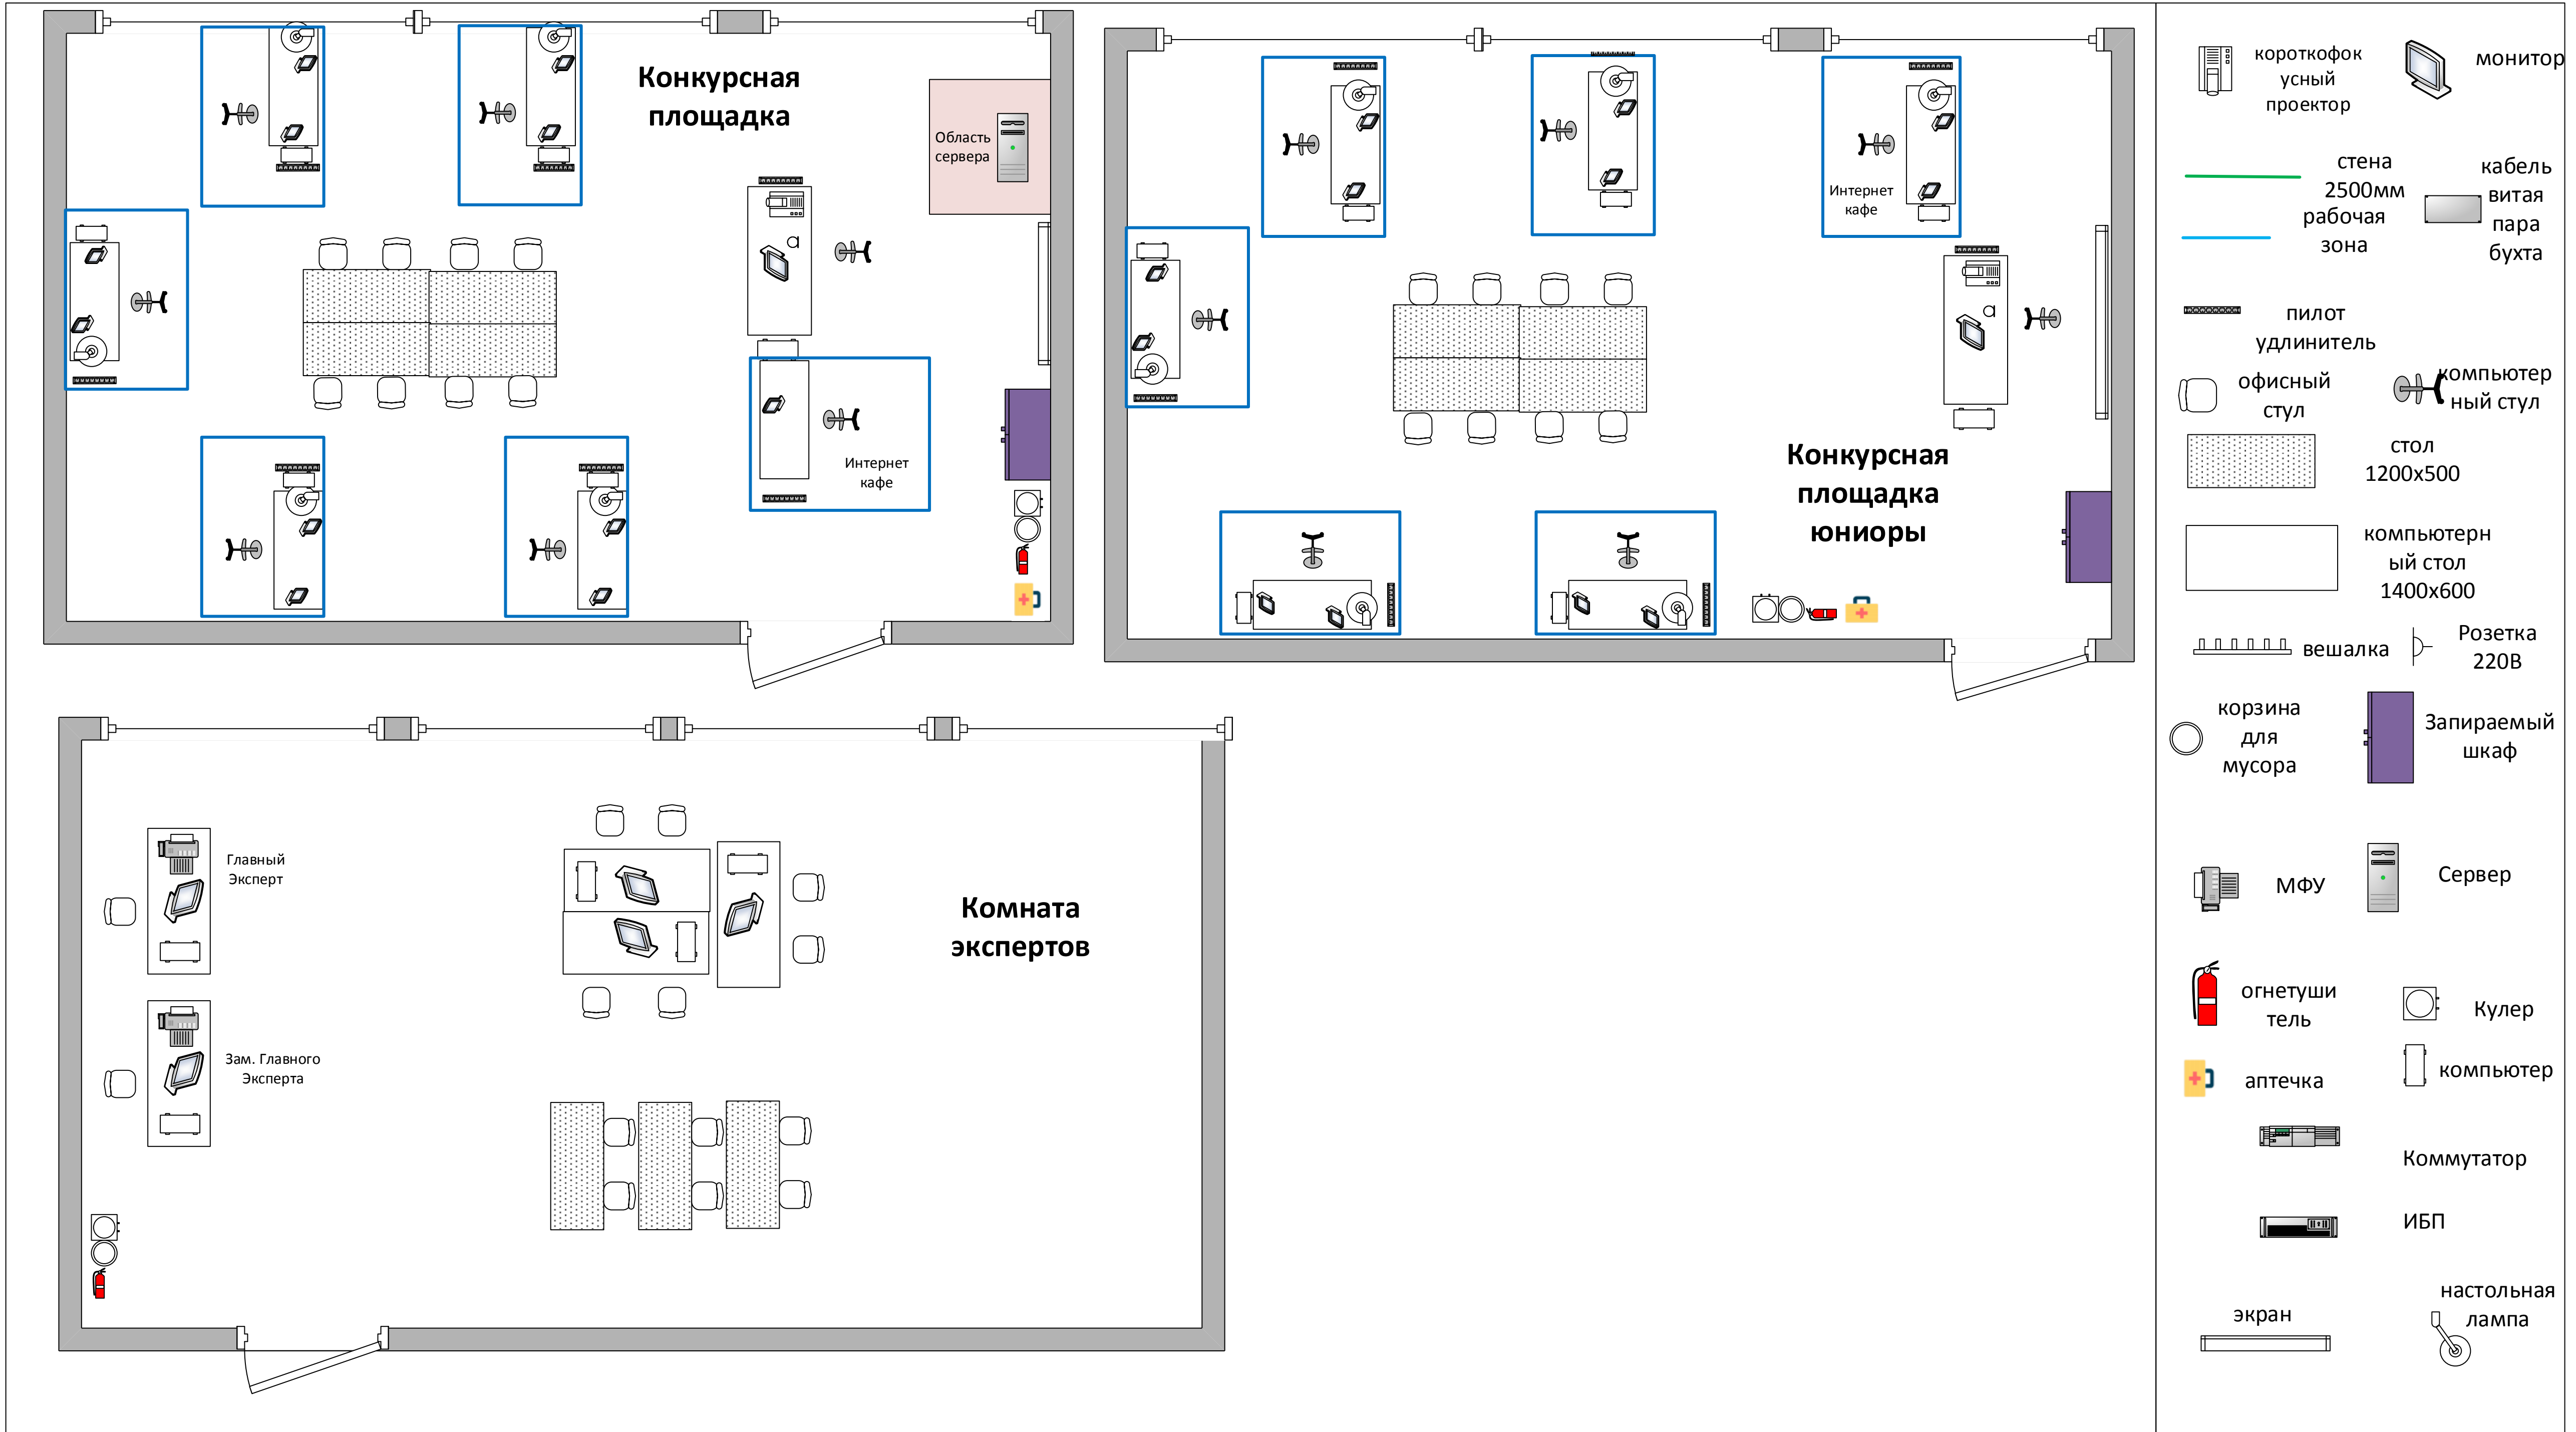 Конкурсная
площадка
Область
сервера
Интернет
кафе
Интернет
кафе
Конкурсная
площадка
юниоры
Главный
Эксперт
Комната
экспертов
Зам. Главного
Эксперта
короткофок
усный
проектор
монитор
стена
2500мм
рабочая
зона
кабель
витая
пара
бухта
пилот
удлинитель
офисный
стул
компьютер
ный стул
стол
1200х500
компьютерн
ый стол
1400х600
вешалка
Розетка
220В
корзина
для
мусора
Запираемый
шкаф
МФУ
Сервер
огнетуши
тель
Кулер
аптечка
компьютер
Коммутатор
ИБП
экран
настольная
лампа